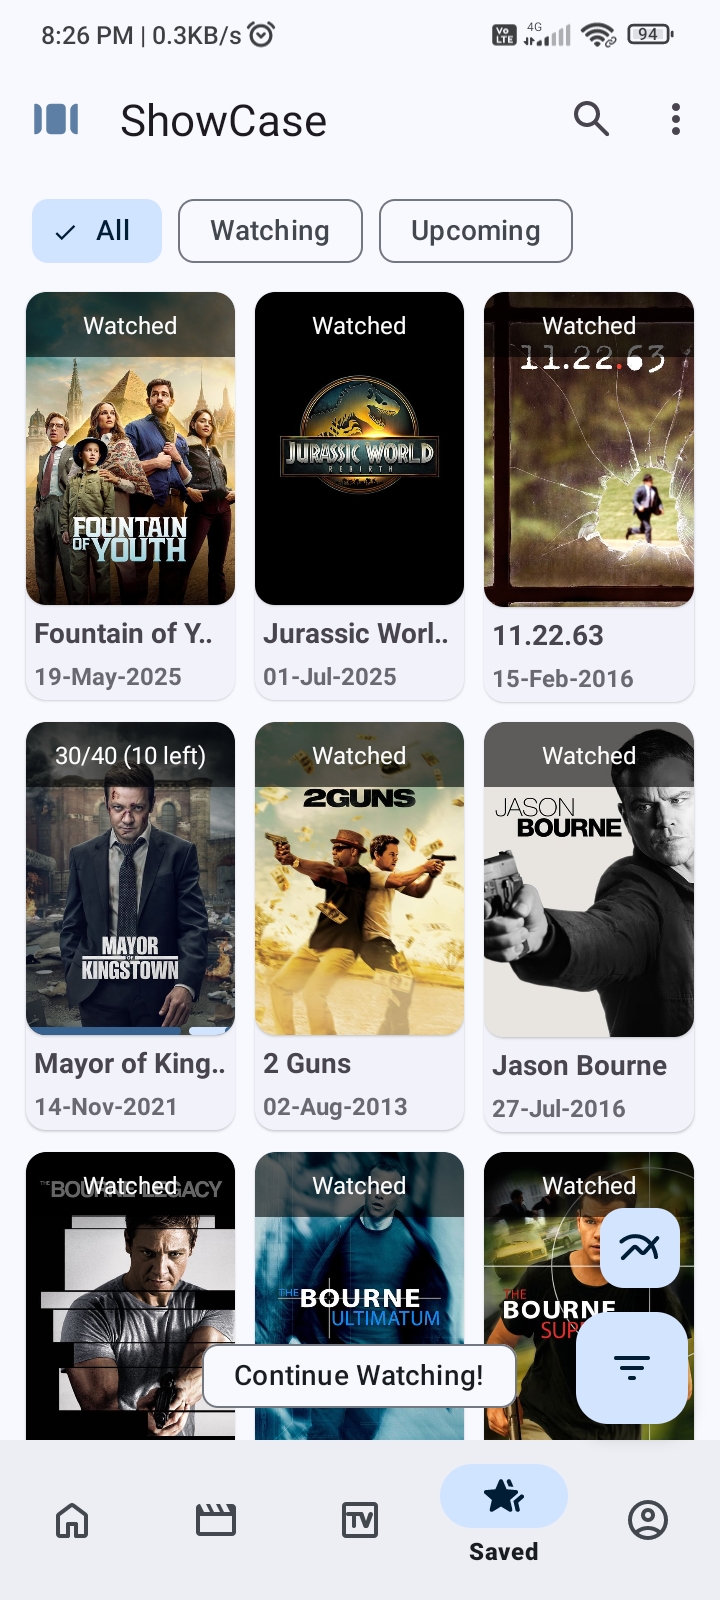 8:26 PM | 0.3KB/s
Vo LTE
4G
94
ShowCase
All
Watching
Upcoming
Watched
Watched
Watched
FOUNTAIN
OF YOUTH
JURASSIC WORLD
REBIRTH
11.22.63
Fountain of Y..
Jurassic Worl..
11.22.63
19-May-2025
01-Jul-2025
15-Feb-2016
30/40 (10 left)
Watched
Watched
MAYOR
OF
KINGSTOWN
2GUNS
JASON
BOURNE
Mayor of King..
2 Guns
Jason Bourne
14-Nov-2021
02-Aug-2013
27-Jul-2016
Watched
Watched
Watched
THE BOURNE LEGACY
THE BOURNE
ULTIMATUM
THE
BOURNE
Continue Watching!
TV
Saved